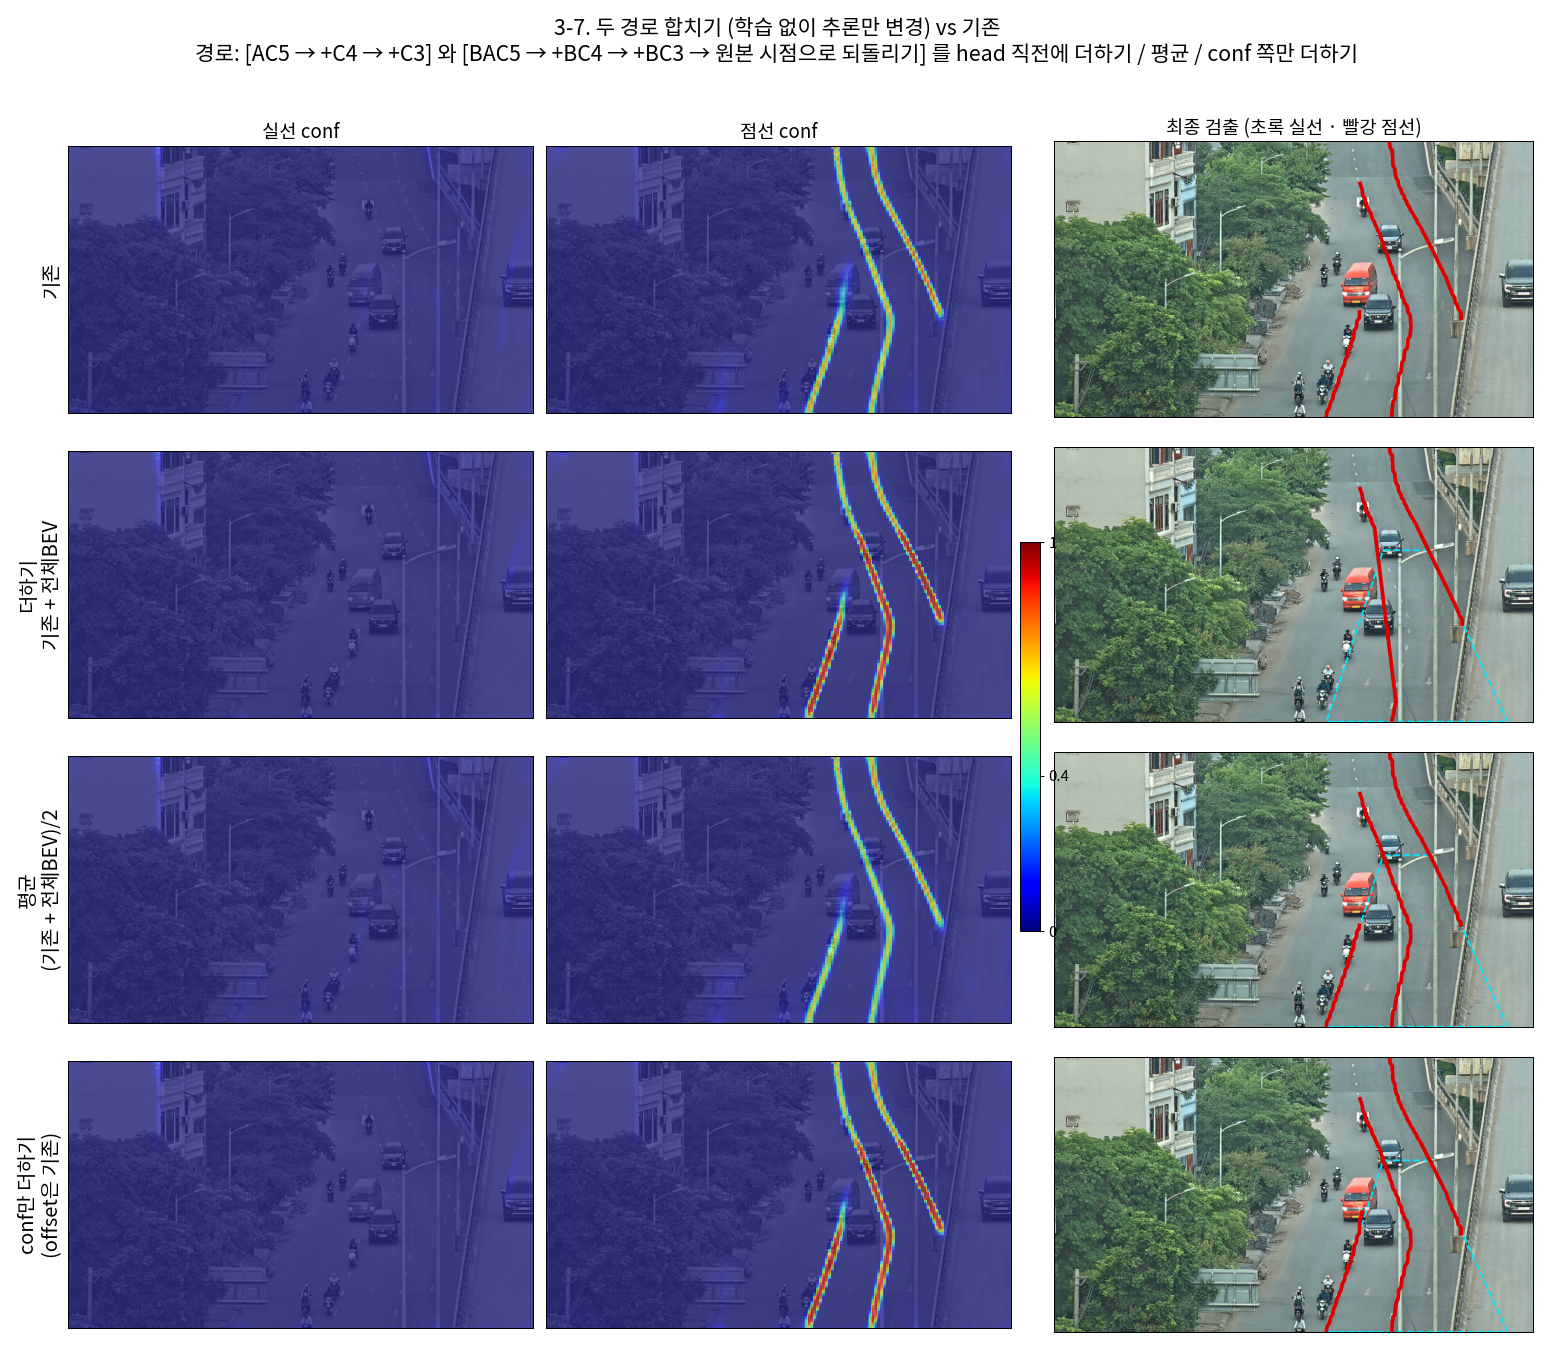 3-7. 두 경로 합치기 (학습 없이 추론만 변경) vs 기존
경로: [AC5 → +C4 → +C3] 와 [BAC5 → +BC4 → +BC3 → 원본 시점으로 되돌리기] 를 head 직전에 더하기 / 평균 / conf 쪽만 더하기
실선 conf
점선 conf
최종 검출 (초록 실선 · 빨강 점선)
기존
더하기
기존 + 전체BEV
1
0.4
0
평균
(기존 + 전체BEV)/2
conf만 더하기
(offset은 기존)